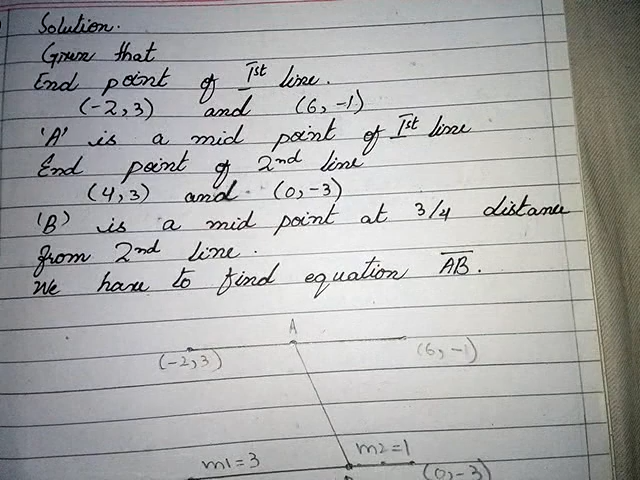 Solution.
Given that
End point of Ist line.
(-2,3) and (6,-1)
'A' is a mid point of Ist line
End point of 2nd line
(4,3) and (0,-3)
'B' is a mid point at 3/4 distance
from 2nd line.
We have to find equation AB.
A
(-2,3) (6,-1)
m1=3 m2=1
(0,-3)